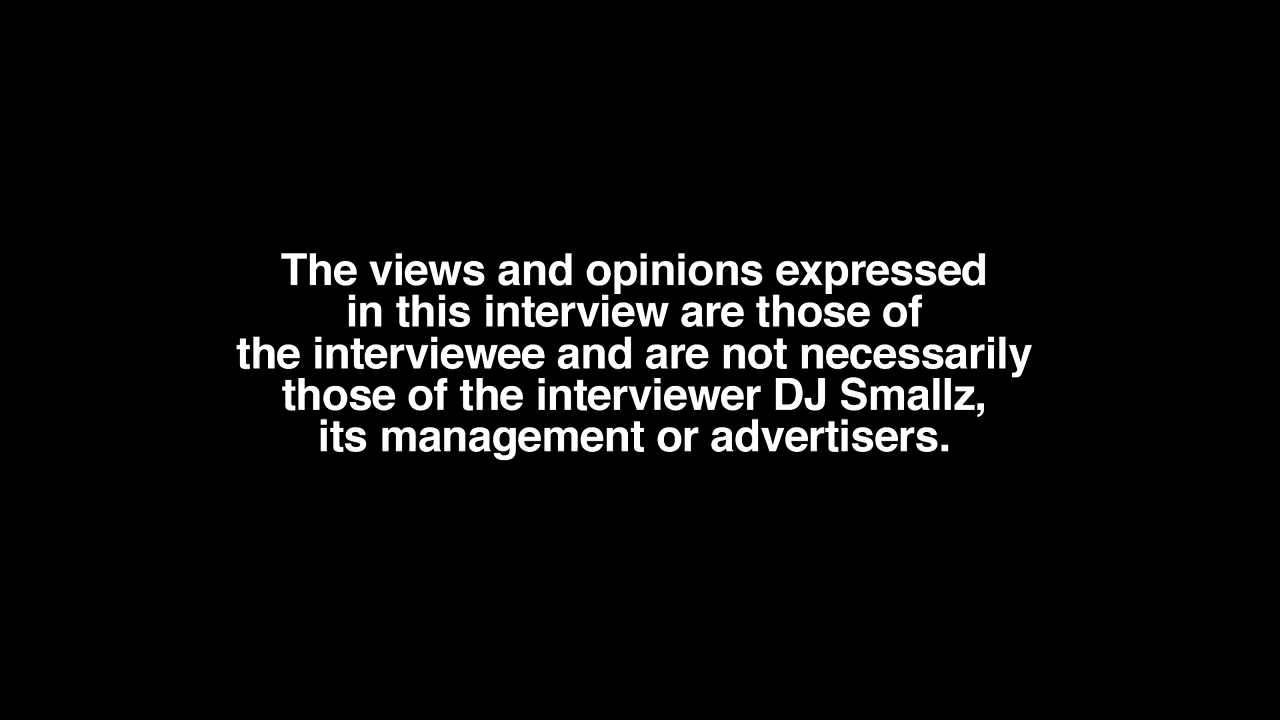 The views and opinions expressed
in this interview are those of
the interviewee and are not necessarily
those of the interviewer DJ Smallz,
its management or advertisers.